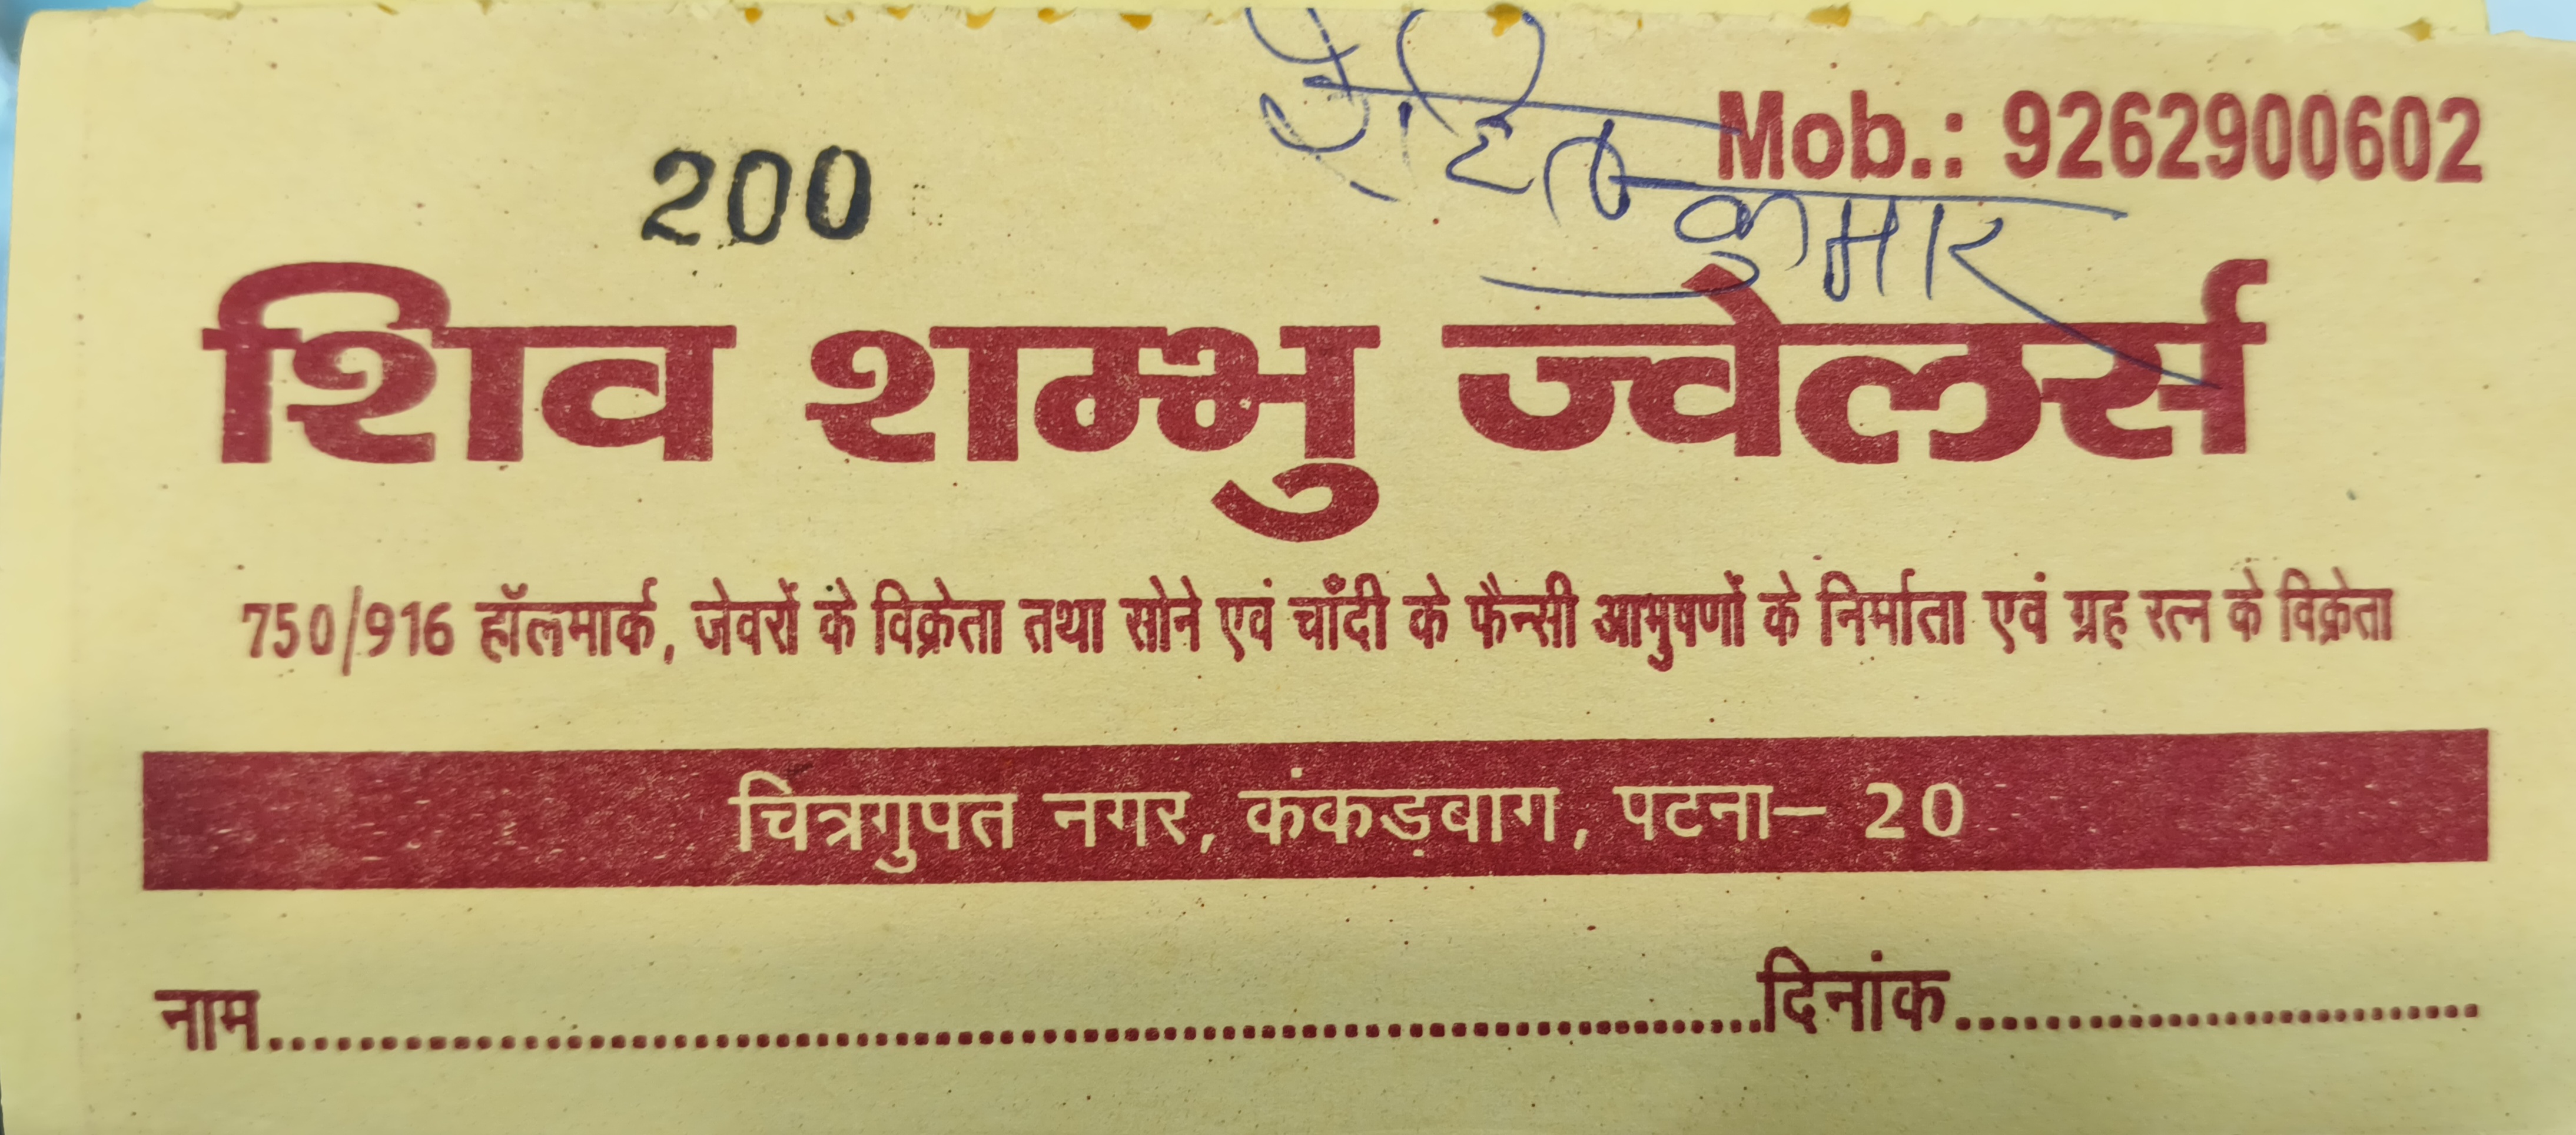 रोहित
Mob.: 9262900602
कुमार
200
शिव शम्भु ज्वेलर्स
750/916 हॉलमार्क, जेवरों के विक्रेता तथा सोने एवं चाँदी के फैन्सी आमुषणों के निर्माता एवं ग्रह रत्न के विक्रेता
चित्रगुपत नगर, कंकड़बाग, पटना– 20
नाम..............................................................दिनांक........................